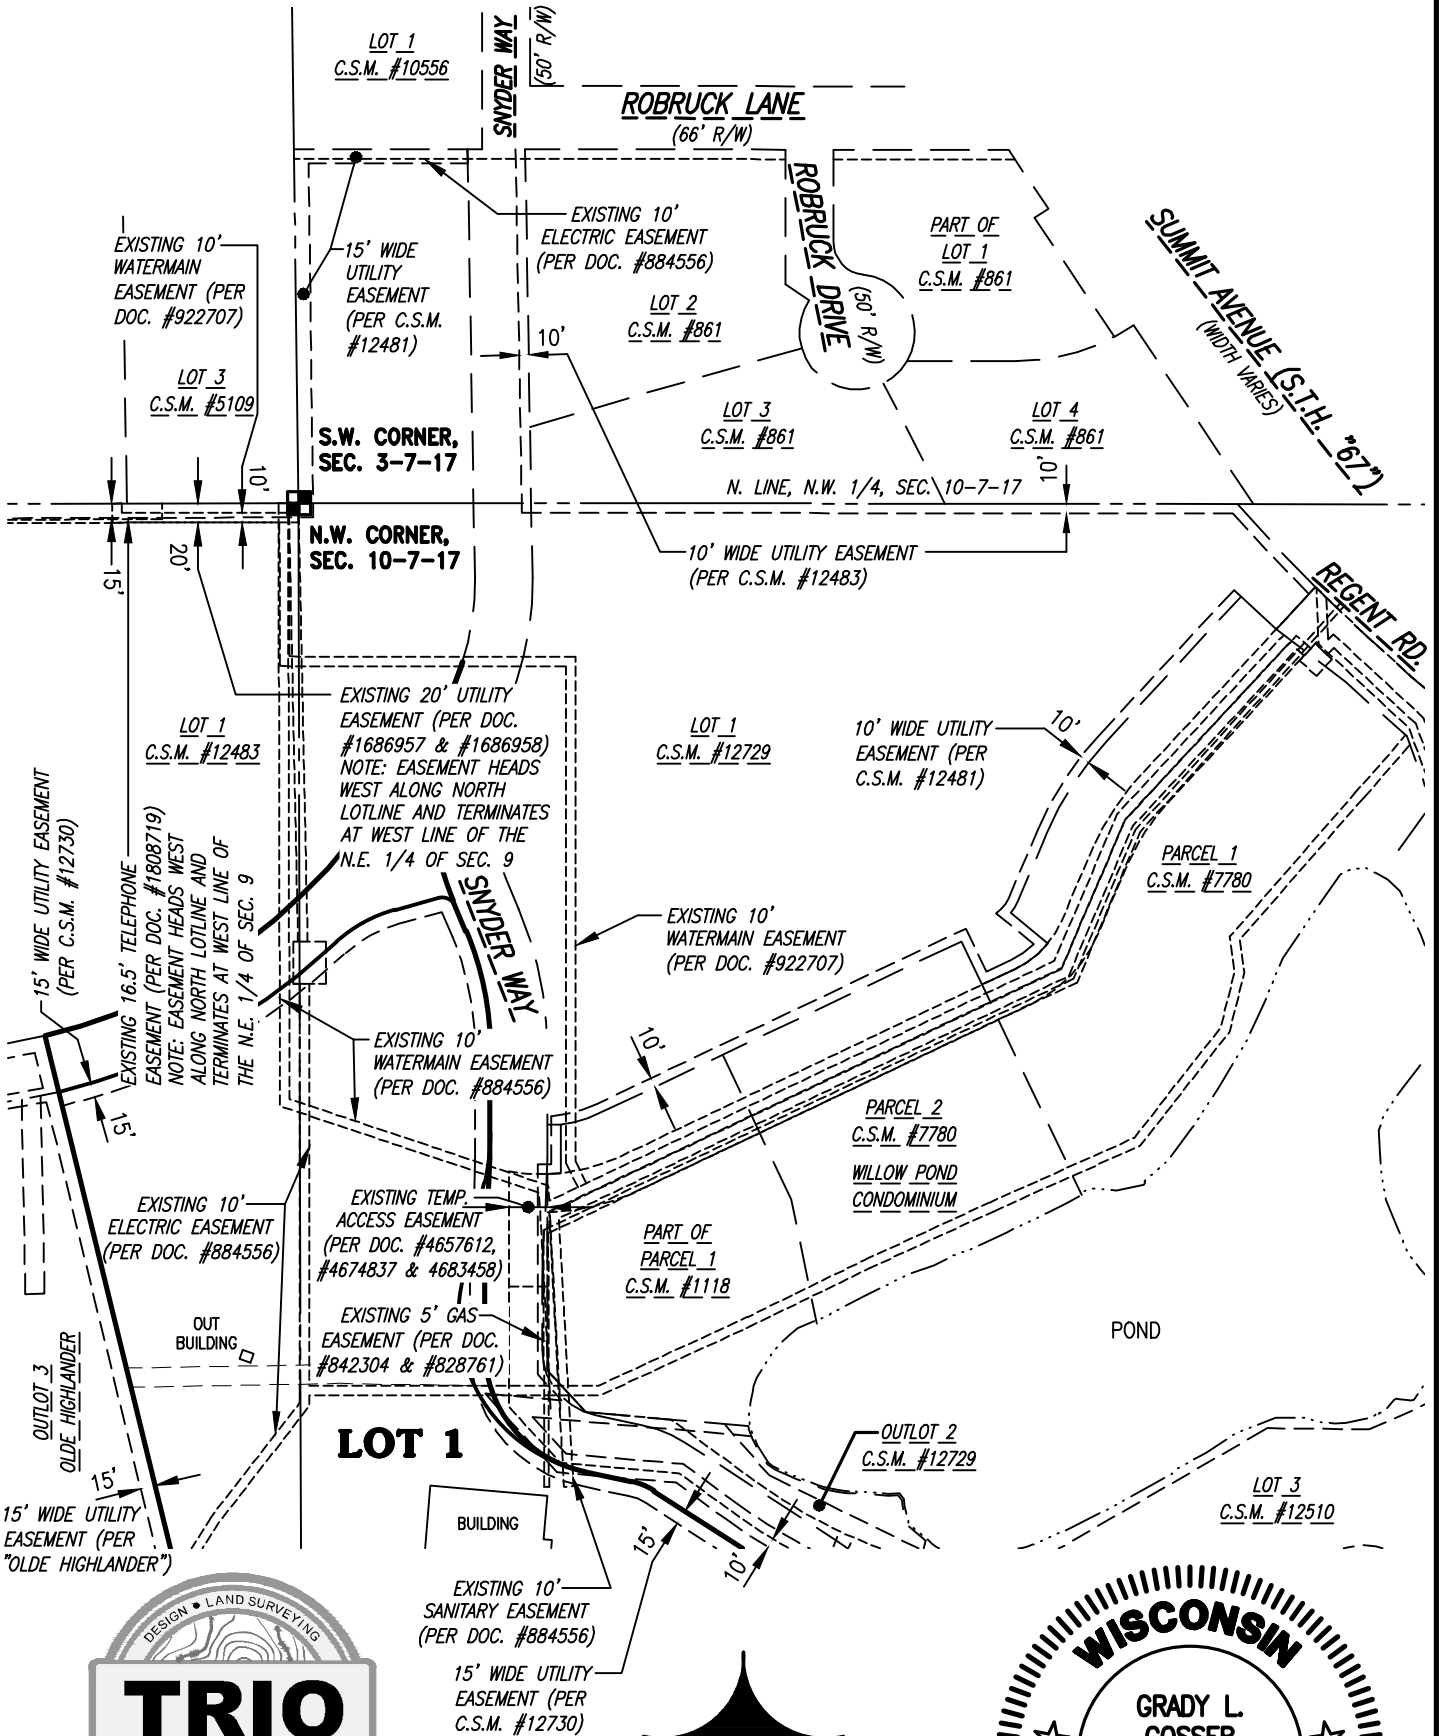 LOT 1
C.S.M. #10556
SNYDER WAY
(50' R/W)
ROBRUCK LANE
(66' R/W)
ROBRUCK DRIVE
(50' R/W)
PART OF
LOT 1
C.S.M. #861
SUMMIT AVENUE (S.T.H. "67")
(WIDTH VARIES)
EXISTING 10'
WATERMAIN
EASEMENT (PER
DOC. #922707)
15' WIDE
UTILITY
EASEMENT
(PER C.S.M.
#12481)
EXISTING 10'
ELECTRIC EASEMENT
(PER DOC. #884556)
LOT 2
C.S.M. #861
10'
LOT 3
C.S.M. #5109
LOT 3
C.S.M. #861
LOT 4
C.S.M. #861
S.W. CORNER,
SEC. 3-7-17
10'
10'
N. LINE, N.W. 1/4, SEC. 10-7-17
N.W. CORNER,
SEC. 10-7-17
20'
15'
10' WIDE UTILITY EASEMENT
(PER C.S.M. #12483)
REGENT RD.
LOT 1
C.S.M. #12483
EXISTING 20' UTILITY
EASEMENT (PER DOC.
#1686957 & #1686958)
NOTE: EASEMENT HEADS
WEST ALONG NORTH
LOTLINE AND TERMINATES
AT WEST LINE OF THE
N.E. 1/4 OF SEC. 9
LOT 1
C.S.M. #12729
10' WIDE UTILITY
EASEMENT (PER
C.S.M. #12481)
10'
15' WIDE UTILITY EASEMENT
(PER C.S.M. #12730)
EXISTING 16.5' TELEPHONE
EASEMENT (PER DOC. #1808719)
NOTE: EASEMENT HEADS WEST
ALONG NORTH LOTLINE AND
TERMINATES AT WEST LINE OF
THE N.E. 1/4 OF SEC. 9
PARCEL 1
C.S.M. #7780
SNYDER WAY
EXISTING 10'
WATERMAIN EASEMENT
(PER DOC. #922707)
EXISTING 10'
WATERMAIN EASEMENT
(PER DOC. #884556)
10'
15'
PARCEL 2
C.S.M. #7780
WILLOW POND
CONDOMINIUM
EXISTING 10'
ELECTRIC EASEMENT
(PER DOC. #884556)
EXISTING TEMP.
ACCESS EASEMENT
(PER DOC. #4657612,
#4674837 & 4683458)
PART OF
PARCEL 1
C.S.M. #1118
OUT
BUILDING
EXISTING 5' GAS
EASEMENT (PER DOC.
#842304 & #828761)
POND
OUTLOT 3
OLDE HIGHLANDER
LOT 1
OUTLOT 2
C.S.M. #12729
15'
LOT 3
C.S.M. #12510
15' WIDE UTILITY
EASEMENT (PER
"OLDE HIGHLANDER")
BUILDING
15'
10'
EXISTING 10'
SANITARY EASEMENT
(PER DOC. #884556)
15' WIDE UTILITY
EASEMENT (PER
C.S.M. #12730)
DESIGN • LAND SURVEYING
TRIO
WISCONSIN
GRADY L.
GOSSER